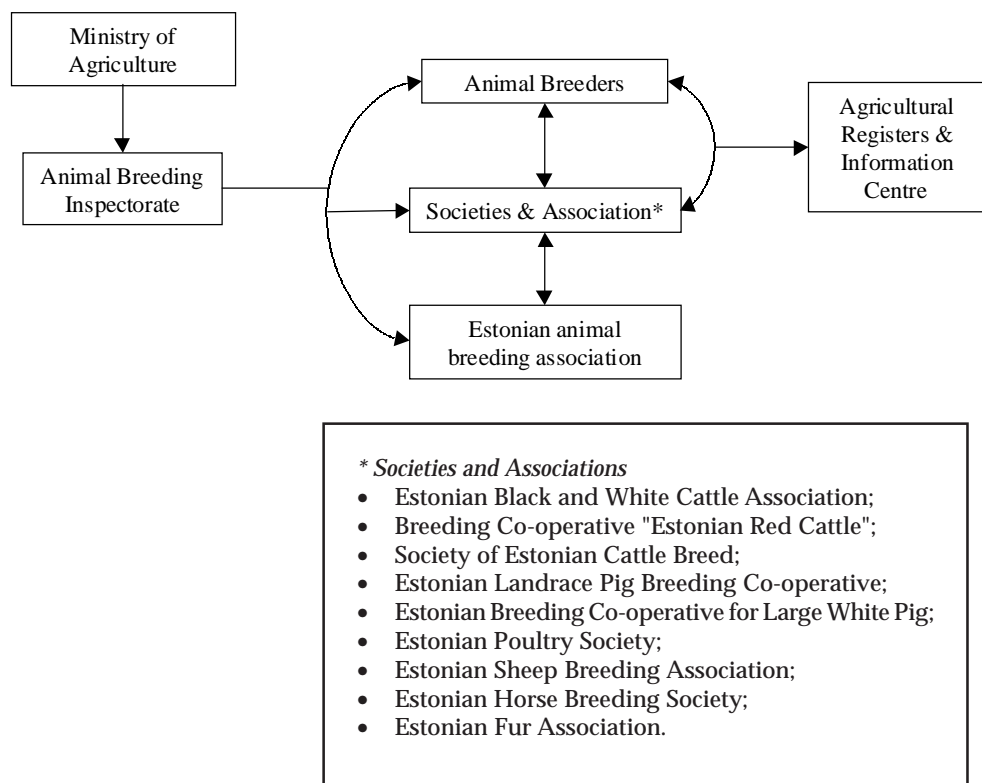 Ministry of
Agriculture
Animal Breeding
Inspectorate
Animal Breeders
Societies & Association*
Estonian animal
breeding association
Agricultural
Registers &
Information
Centre
* Societies and Associations
• Estonian Black and White Cattle Association;
• Breeding Co-operative "Estonian Red Cattle";
• Society of Estonian Cattle Breed;
• Estonian Landrace Pig Breeding Co-operative;
• Estonian Breeding Co-operative for Large White Pig;
• Estonian Poultry Society;
• Estonian Sheep Breeding Association;
• Estonian Horse Breeding Society;
• Estonian Fur Association.